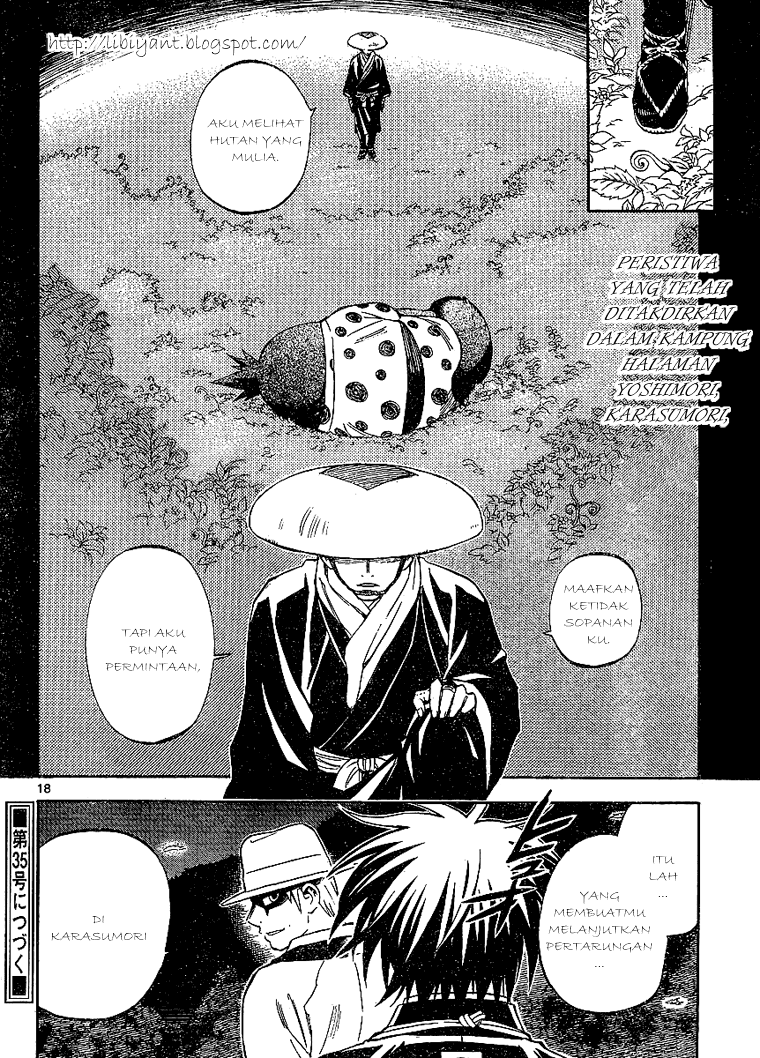 http://libiyant.blogspot.com/
AKU MELIHAT
HUTAN YANG
MULIA.
PERISTIWA
YANG TELAH
DITAKDIRKAN
DALAM KAMPUNG
HALAMAN
YOSHIMORI,
KARASUMORI,
MAAFKAN
KETIDAK
SOPANAN
KU.
TAPI AKU
PUNYA
PERMINTAAN,
18
ITU
LAH
...
YANG
MEMBUATMU
MELANJUTKAN
PERTARUNGAN
...
DI
KARASUMORI
■第35号につづく■